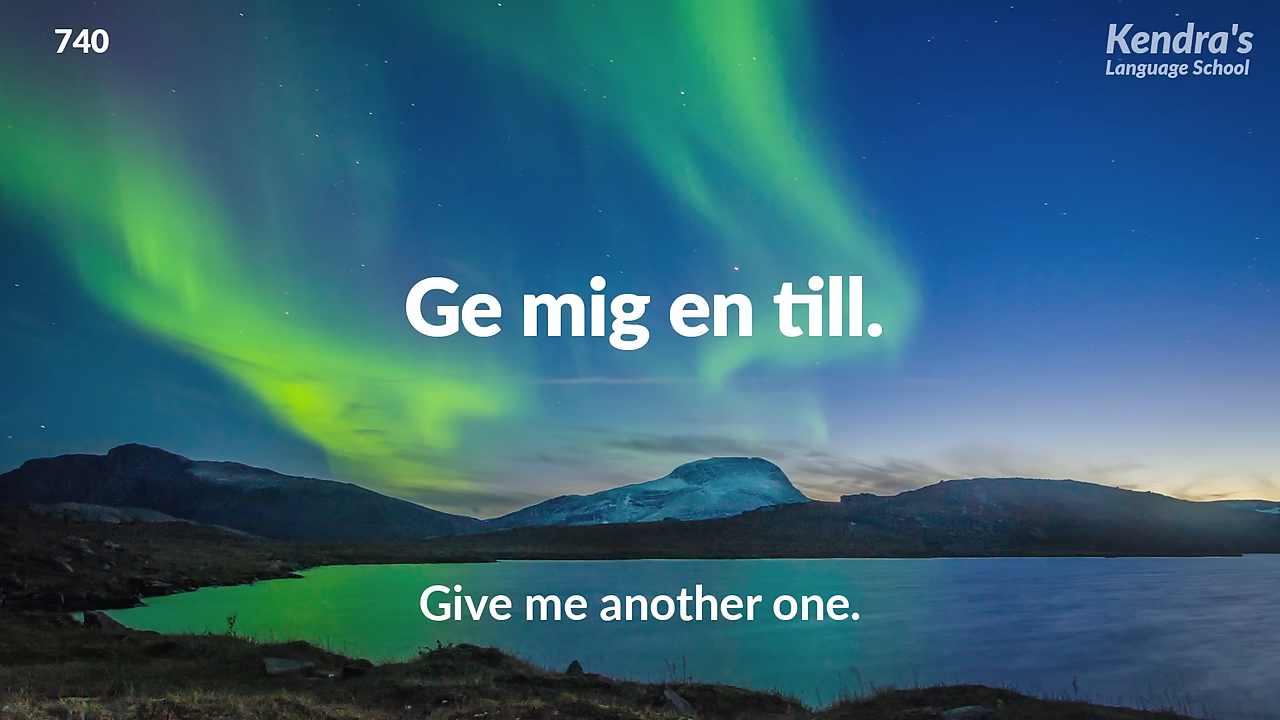 740
Kendra's
Language School
Ge mig en till.
Give me another one.